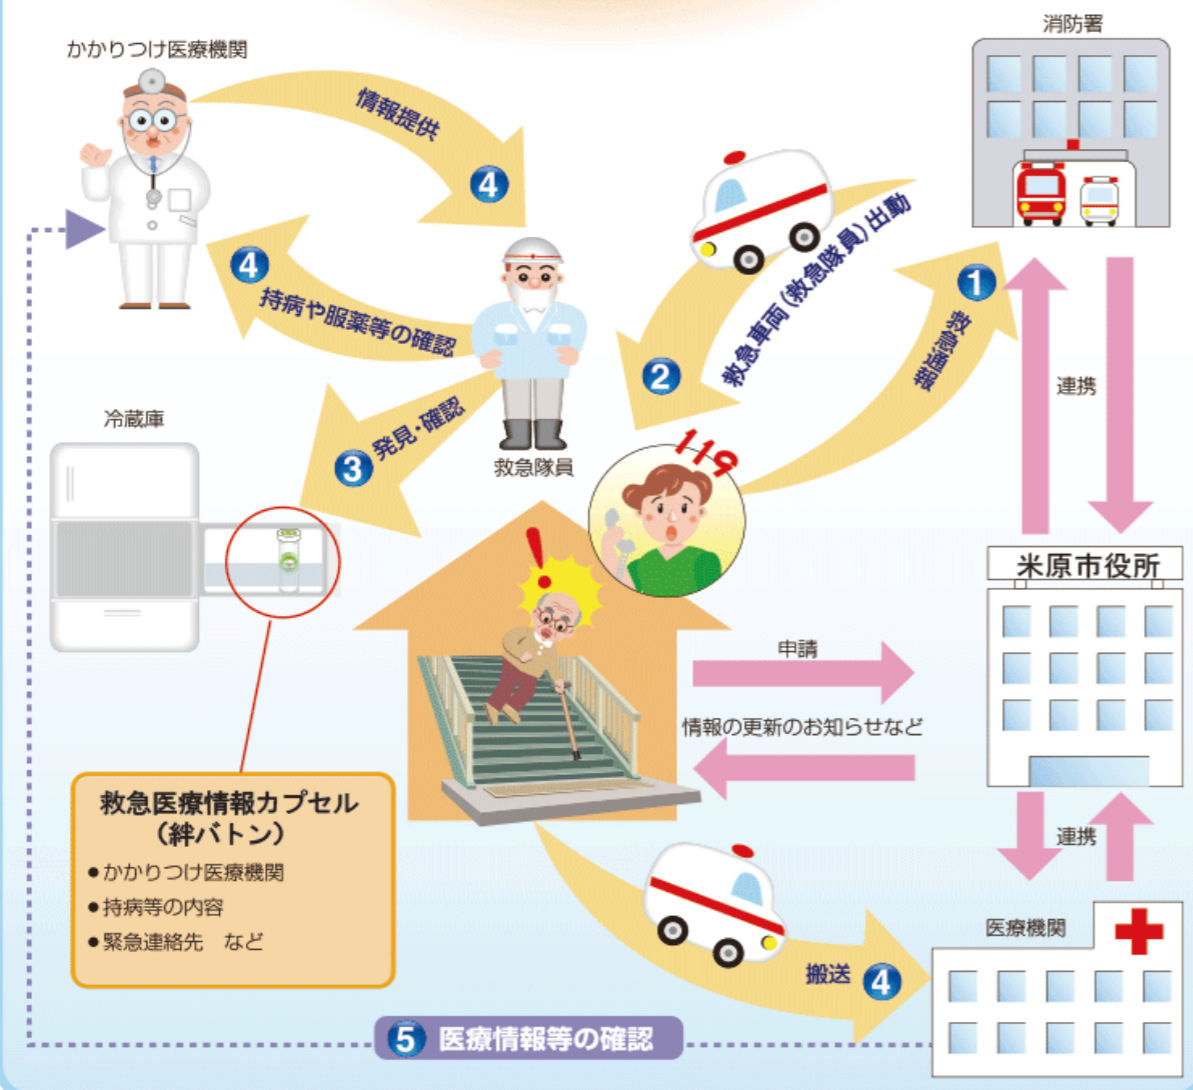 かかりつけ医療機関
消防署
情報提供
4
4
持病や服薬等の確認
救急車両(救急隊員)出動
2
1
救急通報
連携
冷蔵庫
3
発見・確認
救急隊員
119
米原市役所
申請
情報の更新のお知らせなど
救急医療情報カプセル
(絆バトン)
●かかりつけ医療機関
●持病等の内容
●緊急連絡先 など
連携
医療機関
搬送
4
5 医療情報等の確認